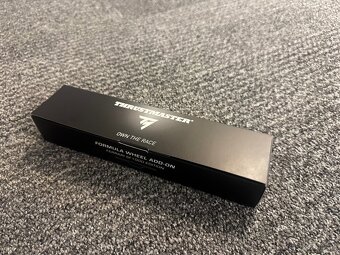 THRUSTMASTER
OWN THE RACE
FORMULA WHEEL ADD-ON